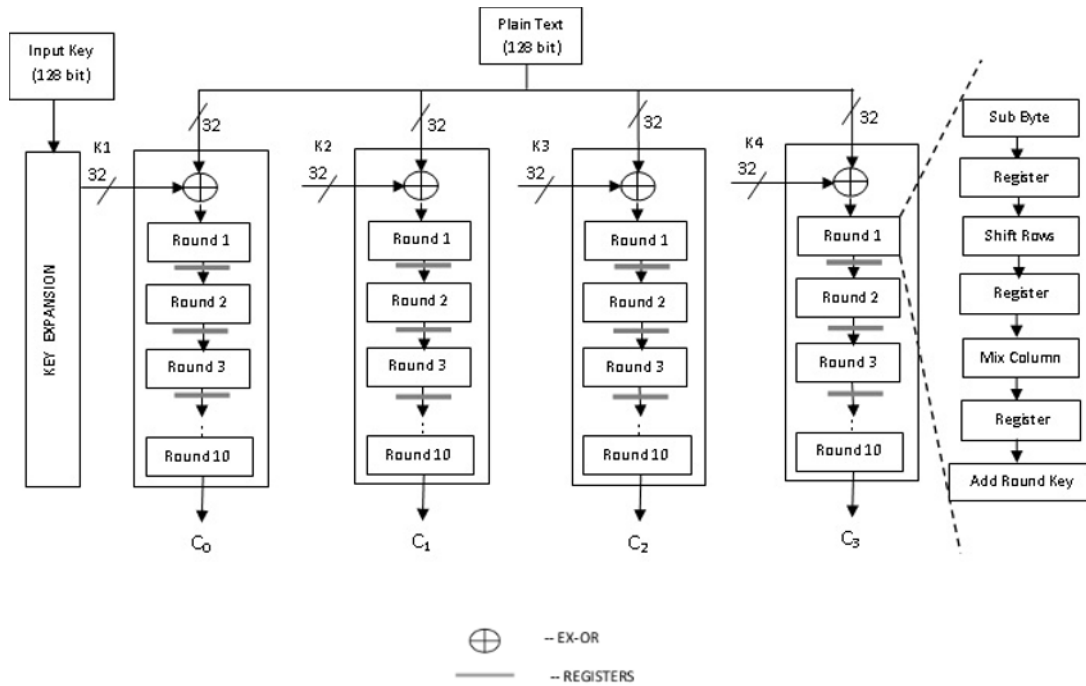 Plain Text
(128 bit)
Input Key
(128 bit)
32
32
32
32
K1
K2
K3
K4
32
32
32
32
KEY EXPANSION
Round 1
Round 2
Round 3
Round 10
C0
Round 1
Round 2
Round 3
Round 10
C1
Round 1
Round 2
Round 3
Round 10
C2
Round 1
Round 2
Round 3
Round 10
C3
Sub Byte
Register
Shift Rows
Register
Mix Column
Register
Add Round Key
-- EX-OR
-- REGISTERS